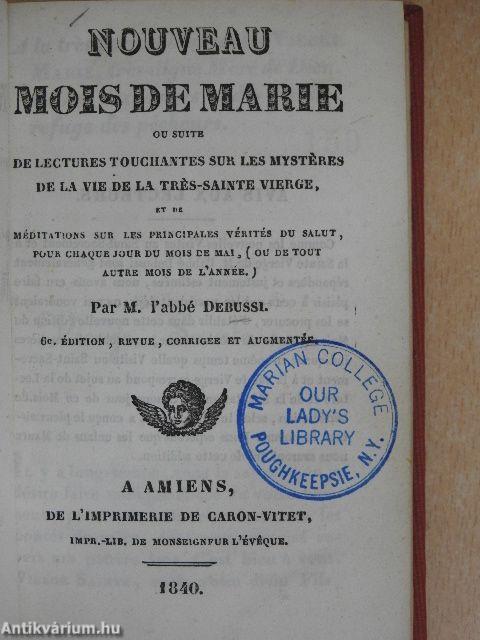 NOUVEAU
MOIS DE MARIE
OU SUITE
DE LECTURES TOUCHANTES SUR LES MYSTÈRES
DE LA VIE DE LA TRÈS-SAINTE VIERGE,
ET DE
MÉDITATIONS SUR LES PRINCIPALES VÉRITÉS DU SALUT,
POUR CHAQUE JOUR DU MOIS DE MAI, (OU DE TOUT
AUTRE MOIS DE L'ANNÉE.)
Par M. l'abbé DEBUSSI.
6e. ÉDITION, REVUE, CORRIGEE ET AUGMENTÉE.
MARIAN COLLEGE
OUR
LADY'S
LIBRARY
POUGHKEEPSIE, N.Y.
A AMIENS,
DE L'IMPRIMERIE DE CARON-VITET,
IMPR.-LIB. DE MONSEIGNEUR L'ÉVÊQUE.
1840.
Antikvárium.hu